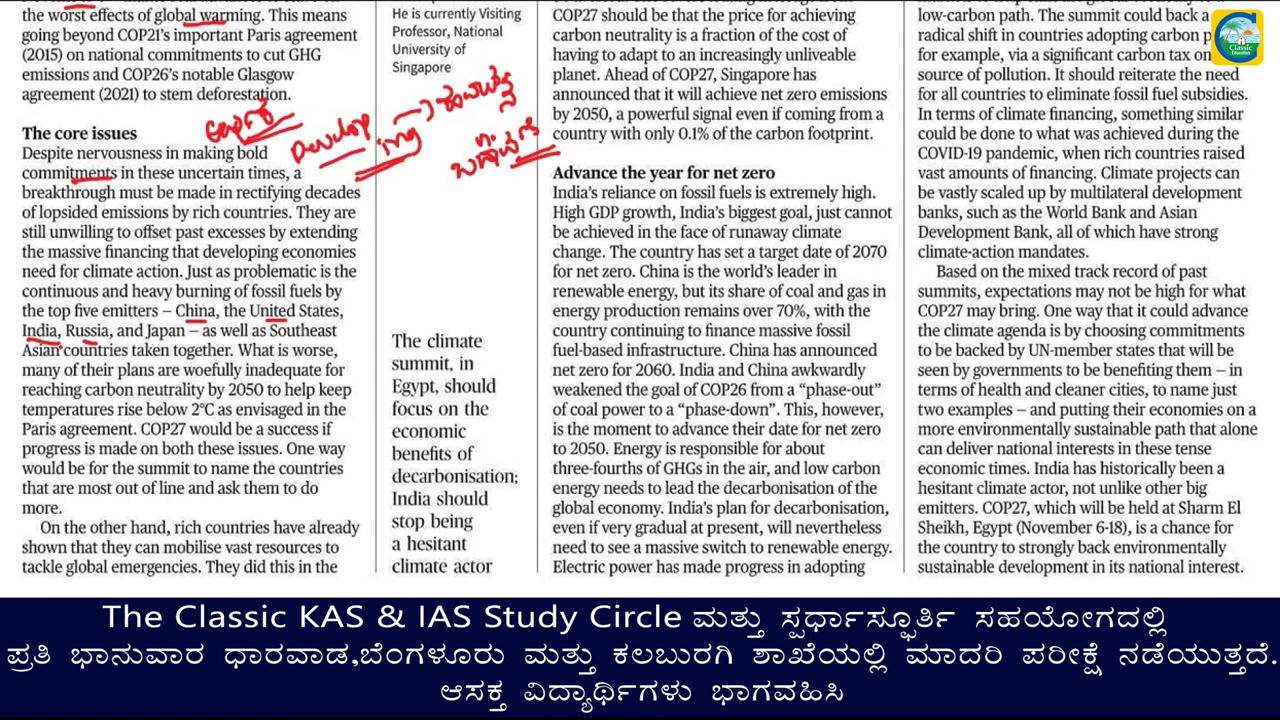 the worst effects of global warming. This means
going beyond COP21's important Paris agreement
(2015) on national commitments to cut GHG
emissions and COP26's notable Glasgow
agreement (2021) to stem deforestation.
The core issues
Despite nervousness in making bold
commitments in these uncertain times, a
breakthrough must be made in rectifying decades
of lopsided emissions by rich countries. They are
still unwilling to offset past excesses by extending
the massive financing that developing economies
need for climate action. Just as problematic is the
continuous and heavy burning of fossil fuels by
the top five emitters – China, the United States,
India, Russia, and Japan – as well as Southeast
Asian countries taken together. What is worse,
many of their plans are woefully inadequate for
reaching carbon neutrality by 2050 to help keep
temperatures rise below 2°C as envisaged in the
Paris agreement. COP27 would be a success if
progress is made on both these issues. One way
would be for the summit to name the countries
that are most out of line and ask them to do
more.
On the other hand, rich countries have already
shown that they can mobilise vast resources to
tackle global emergencies. They did this in the
He is currently Visiting
Professor, National
University of
Singapore
Develop
ing
The climate
summit, in
Egypt, should
focus on the
economic
benefits of
decarbonisation;
India should
stop being
a hesitant
climate actor
COP27 should be that the price for achieving
carbon neutrality is a fraction of the cost of
having to adapt to an increasingly unliveable
planet. Ahead of COP27, Singapore has
announced that it will achieve net zero emissions
by 2050, a powerful signal even if coming from a
country with only 0.1% of the carbon footprint.
Advance the year for net zero
India's reliance on fossil fuels is extremely high.
High GDP growth, India's biggest goal, just cannot
be achieved in the face of runaway climate
change. The country has set a target date of 2070
for net zero. China is the world's leader in
renewable energy, but its share of coal and gas in
energy production remains over 70%, with the
country continuing to finance massive fossil
fuel-based infrastructure. China has announced
net zero for 2060. India and China awkwardly
weakened the goal of COP26 from a “phase-out”
of coal power to a “phase-down”. This, however,
is the moment to advance their date for net zero
to 2050. Energy is responsible for about
three-fourths of GHGs in the air, and low carbon
energy needs to lead the decarbonisation of the
global economy. India's plan for decarbonisation,
even if very gradual at present, will nevertheless
need to see a massive switch to renewable energy.
Electric power has made progress in adopting
low-carbon path. The summit could back a
radical shift in countries adopting carbon
for example, via a significant carbon tax on
source of pollution. It should reiterate the need
for all countries to eliminate fossil fuel subsidies.
In terms of climate financing, something similar
could be done to what was achieved during the
COVID-19 pandemic, when rich countries raised
vast amounts of financing. Climate projects can
be vastly scaled up by multilateral development
banks, such as the World Bank and Asian
Development Bank, all of which have strong
climate-action mandates.
Based on the mixed track record of past
summits, expectations may not be high for what
COP27 may bring. One way that it could advance
the climate agenda is by choosing commitments
to be backed by UN-member states that will be
seen by governments to be benefiting them – in
terms of health and cleaner cities, to name just
two examples – and putting their economies on a
more environmentally sustainable path that alone
can deliver national interests in these tense
economic times. India has historically been a
hesitant climate actor, not unlike other big
emitters. COP27, which will be held at Sharm El
Sheikh, Egypt (November 6-18), is a chance for
the country to strongly back environmentally
sustainable development in its national interest.
Classic
Education
The Classic KAS & IAS Study Circle ಮತ್ತು ಸ್ಪರ್ಧಾಸ್ಫೂರ್ತಿ ಸಹಯೋಗದಲ್ಲಿ
ಪ್ರತಿ ಭಾನುವಾರ ಧಾರವಾಡ,ಬೆಂಗಳೂರು ಮತ್ತು ಕಲಬುರಗಿ ಶಾಖೆಯಲ್ಲಿ ಮಾದರಿ ಪರೀಕ್ಷೆ ನಡೆಯುತ್ತದೆ.
ಆಸಕ್ತ ವಿದ್ಯಾರ್ಥಿಗಳು ಭಾಗವಹಿಸಿ